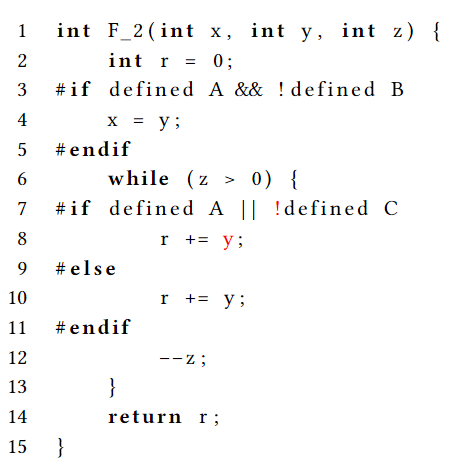 1 int F_2(int x, int y, int z) {
2 int r = 0;
3 #if defined A && !defined B
4 x = y;
5 #endif
6 while (z > 0) {
7 #if defined A || !defined C
8 r += y;
9 #else
10 r += y;
11 #endif
12 --z;
13 }
14 return r;
15 }